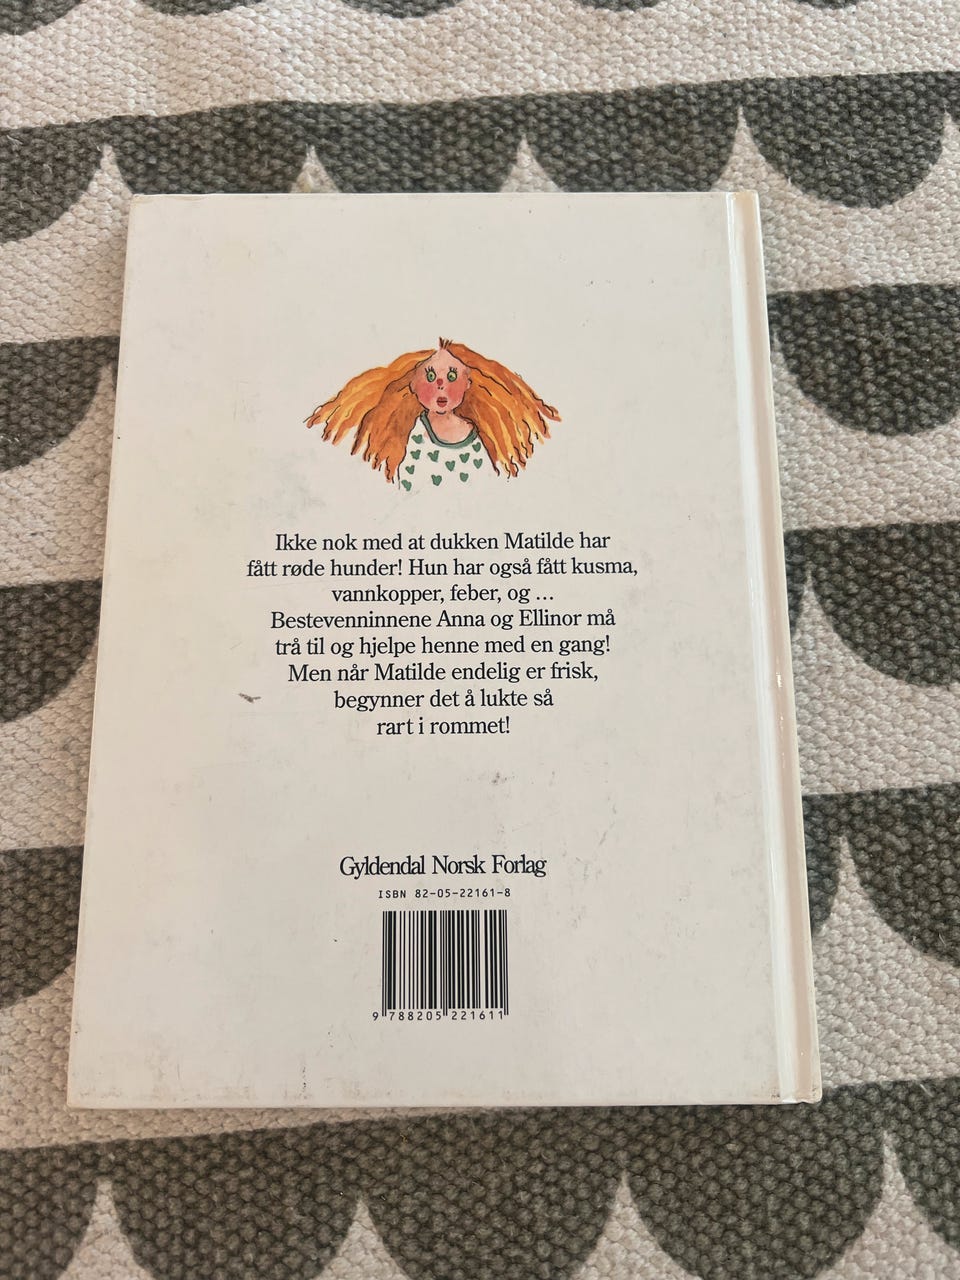 Ikke nok med at dukken Matilde har
fått røde hunder! Hun har også fått kusma,
vannkopper, feber, og ...
Bestevenninnene Anna og Ellinor må
trå til og hjelpe henne med en gang!
Men når Matilde endelig er frisk,
begynner det å lukte så
rart i rommet!
Gyldendal Norsk Forlag
ISBN 82-05-22161-8
9 788205 221611